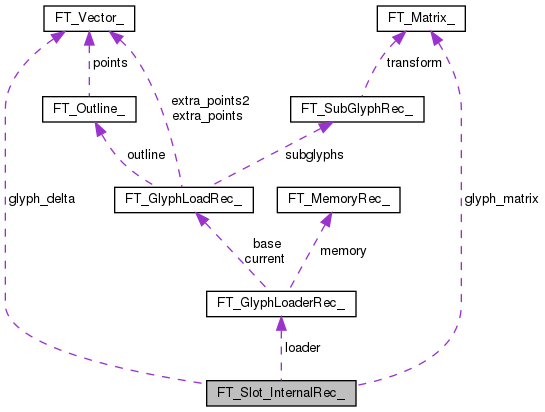 FT_Vector_
FT_Matrix_
points
transform
FT_Outline_
extra_points2
extra_points
FT_SubGlyphRec_
outline
subglyphs
glyph_delta
FT_GlyphLoadRec_
FT_MemoryRec_
glyph_matrix
base
current
memory
FT_GlyphLoaderRec_
loader
FT_Slot_InternalRec_